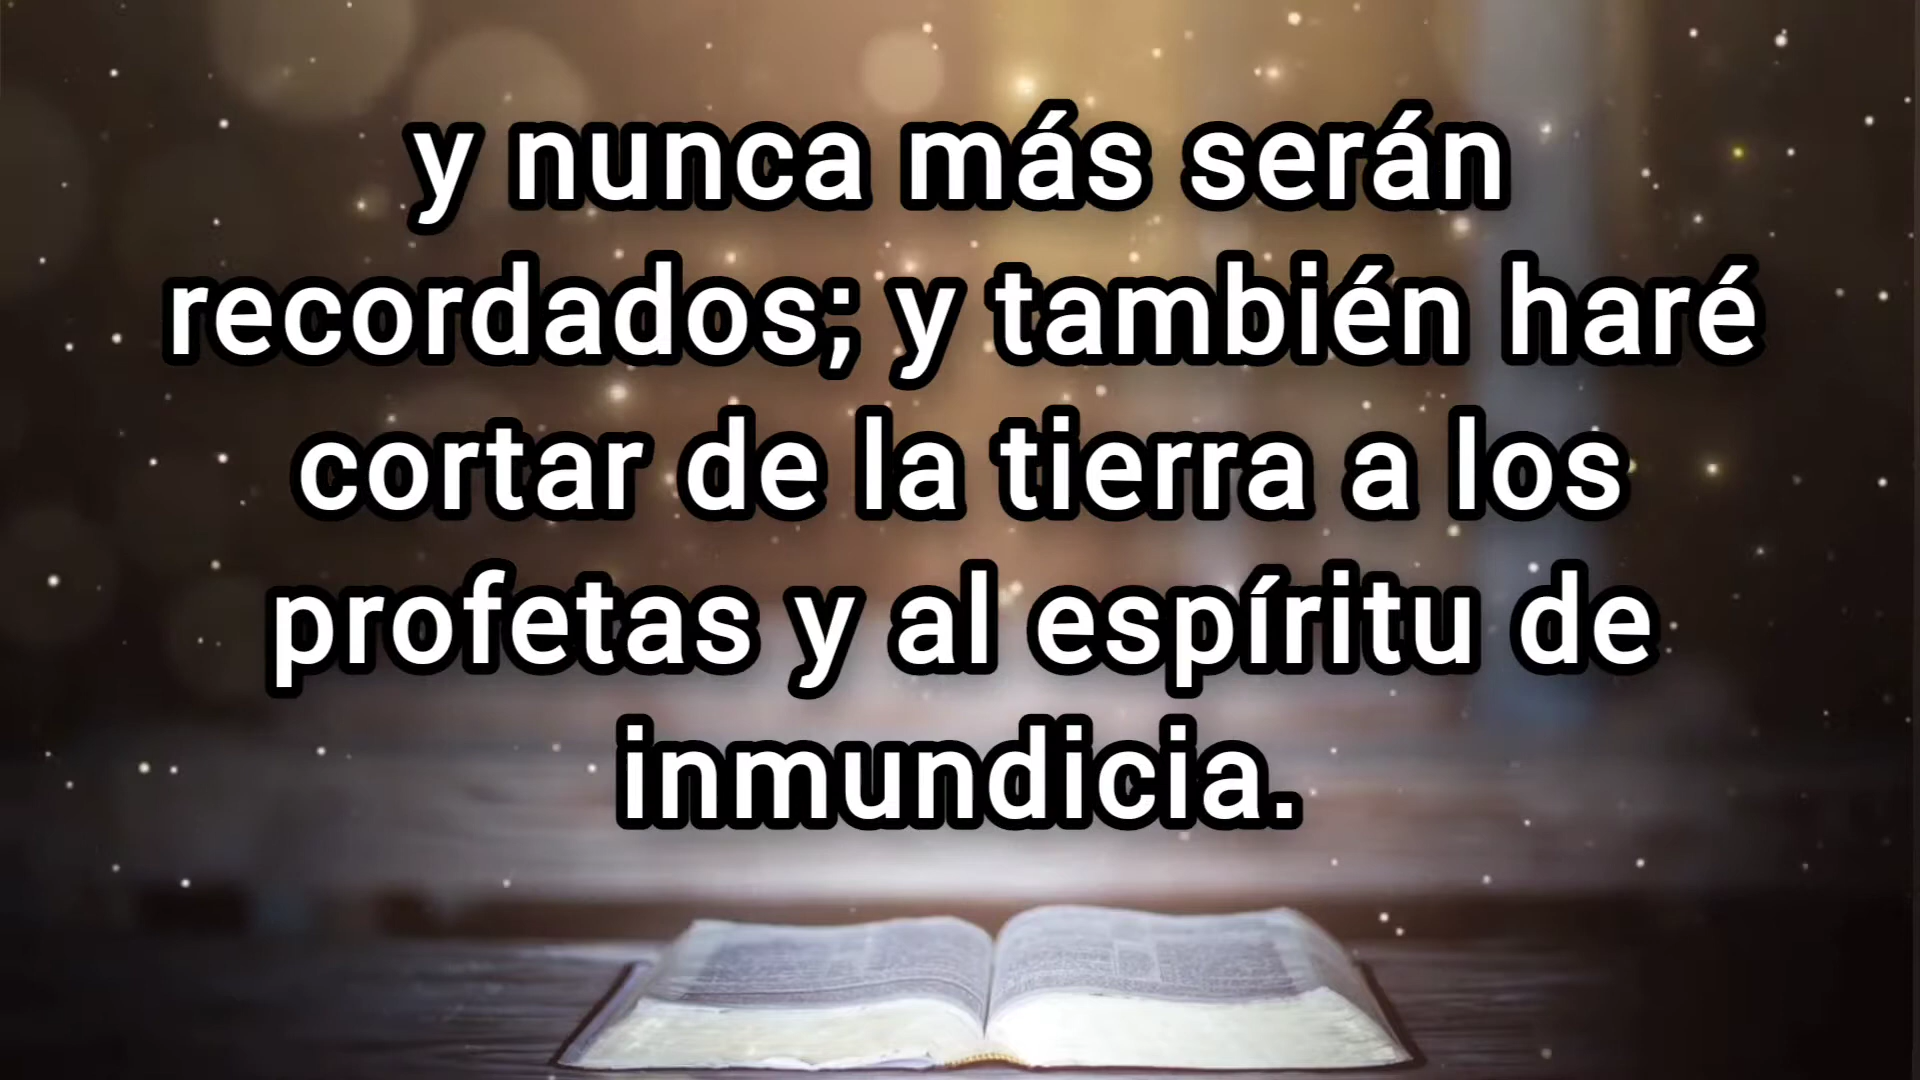 y nunca más serán
recordados; y también haré
cortar de la tierra a los
profetas y al espíritu de
inmundicia.